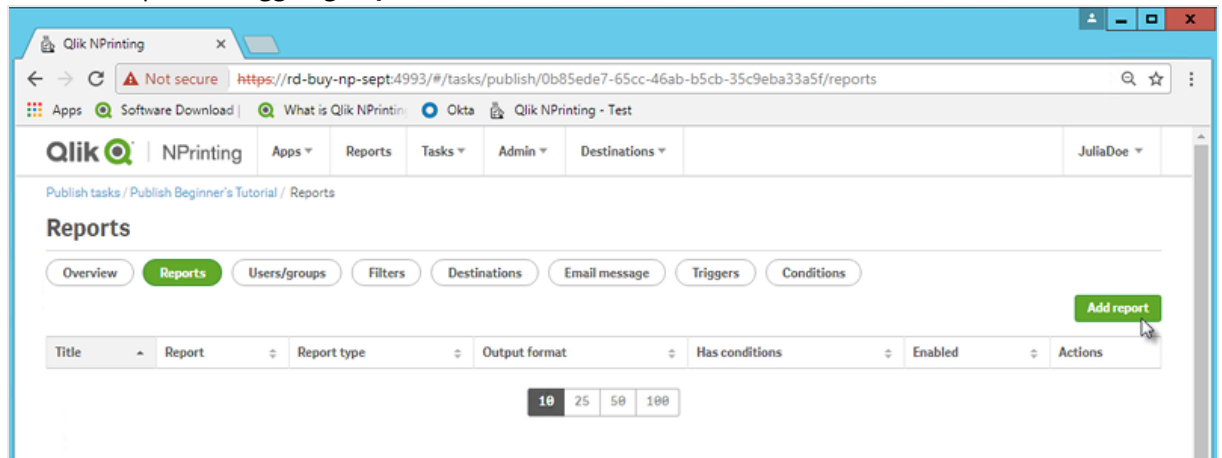 Qlik NPrinting
Not secure https://rd-buy-np-sept:4993/#/tasks/publish/0b85ede7-65cc-46ab-b5cb-35c9eba33a5f/reports
Apps Software Download | What is Qlik NPrinting Okta Qlik NPrinting - Test
Qlik NPrinting Apps Reports Tasks Admin Destinations JuliaDoe
Publish tasks / Publish Beginner's Tutorial / Reports
Reports
Overview Reports Users/groups Filters Destinations Email message Triggers Conditions
Add report
Title Report Report type Output format Has conditions Enabled Actions
10 25 50 100